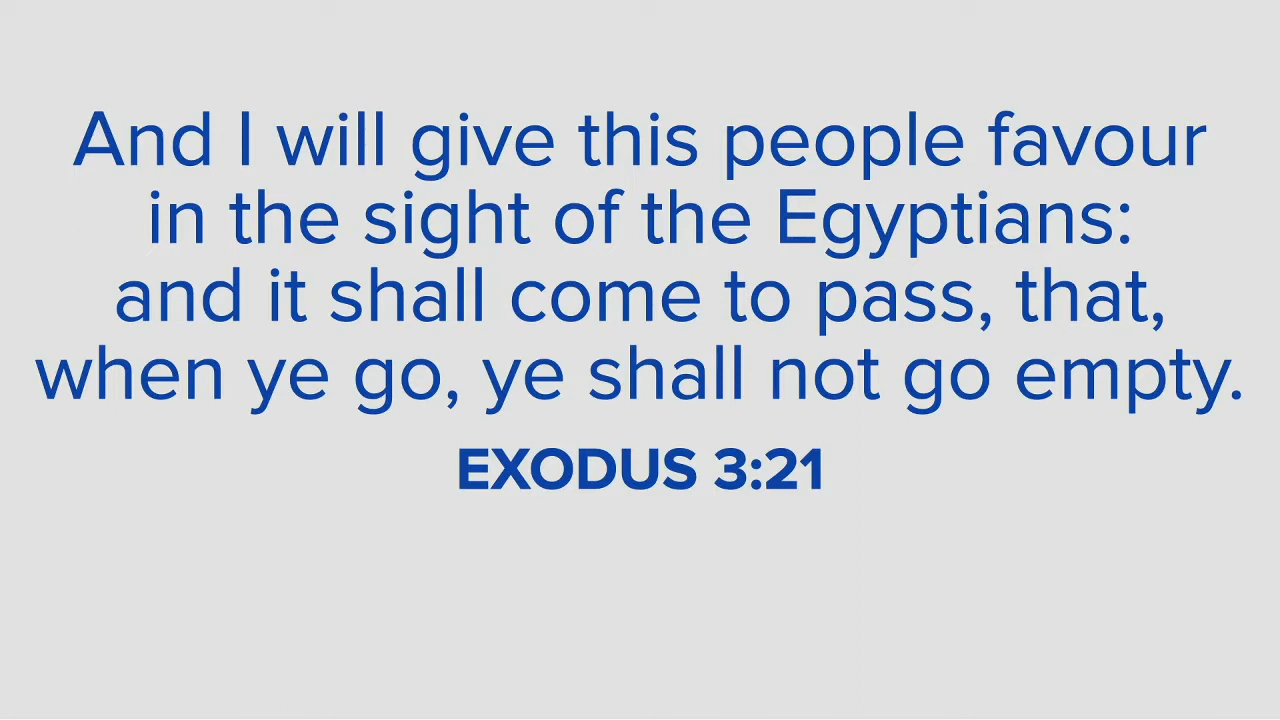 And I will give this people favour
in the sight of the Egyptians:
and it shall come to pass, that,
when ye go, ye shall not go empty.
EXODUS 3:21